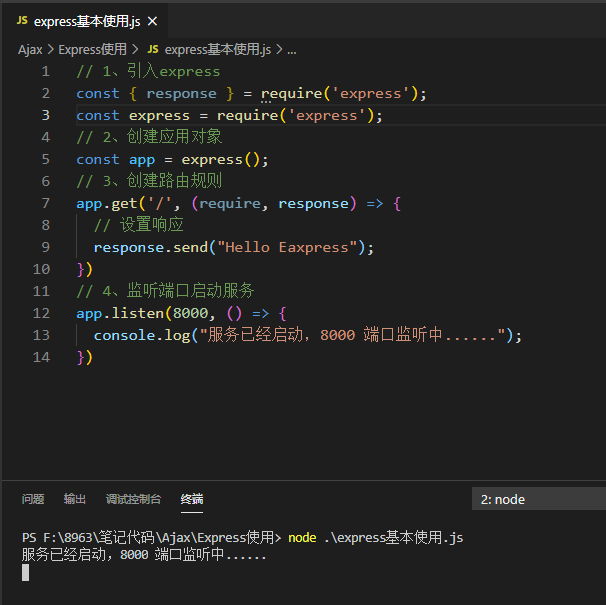 JS express基本使用.js ×
Ajax > Express使用 > JS express基本使用.js > ...
1 // 1、引入express
2 const { response } = require('express');
3 const express = require('express');
4 // 2、创建应用对象
5 const app = express();
6 // 3、创建路由规则
7 app.get('/', (require, response) => {
8 // 设置响应
9 response.send("Hello Eaxpress");
10 })
11 // 4、监听端口启动服务
12 app.listen(8000, () => {
13 console.log("服务已经启动，8000 端口监听中......");
14 })
问题 输出 调试控制台 终端 2: node
PS F:\8963\笔记代码\Ajax\Express使用> node .\express基本使用.js
服务已经启动，8000 端口监听中......